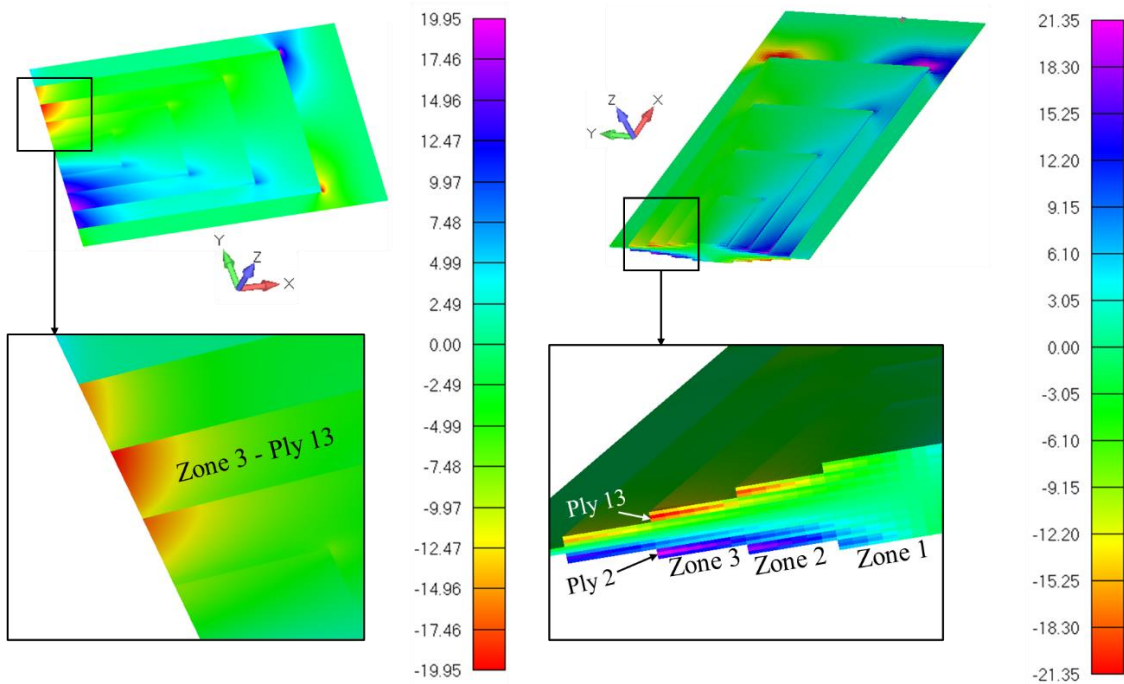 19.95
17.46
14.96
12.47
9.97
7.48
4.99
2.49
0.00
-2.49
-4.99
-7.48
-9.97
-12.47
-14.96
-17.46
-19.95
Y
Z
X
Zone 3 - Ply 13
21.35
18.30
15.25
12.20
9.15
6.10
3.05
0.00
-3.05
-6.10
-9.15
-12.20
-15.25
-18.30
-21.35
Z
X
Y
Ply 13
Ply 2
Zone 3
Zone 2
Zone 1